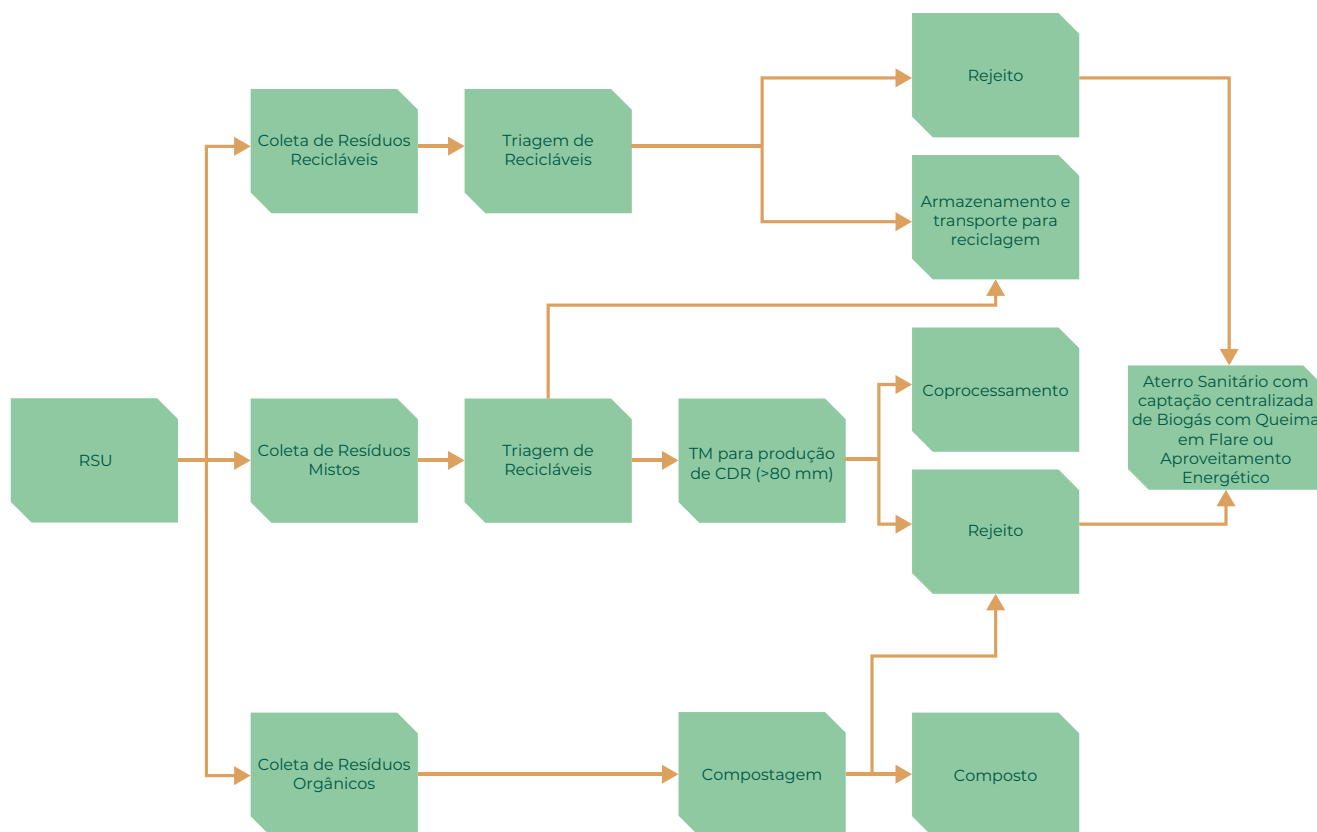 Rejeito
Coleta de Resíduos
Recicláveis
Triagem de
Recicláveis
Armazenamento e
transporte para
reciclagem
Coprocessamento
Aterro Sanitário com
captação centralizada
de Biogás com Queima
em Flare ou
Aproveitamento
Energético
RSU
Coleta de Resíduos
Mistos
Triagem de
Recicláveis
TM para produção
de CDR (>80 mm)
Rejeito
Coleta de Resíduos
Orgânicos
Compostagem
Composto